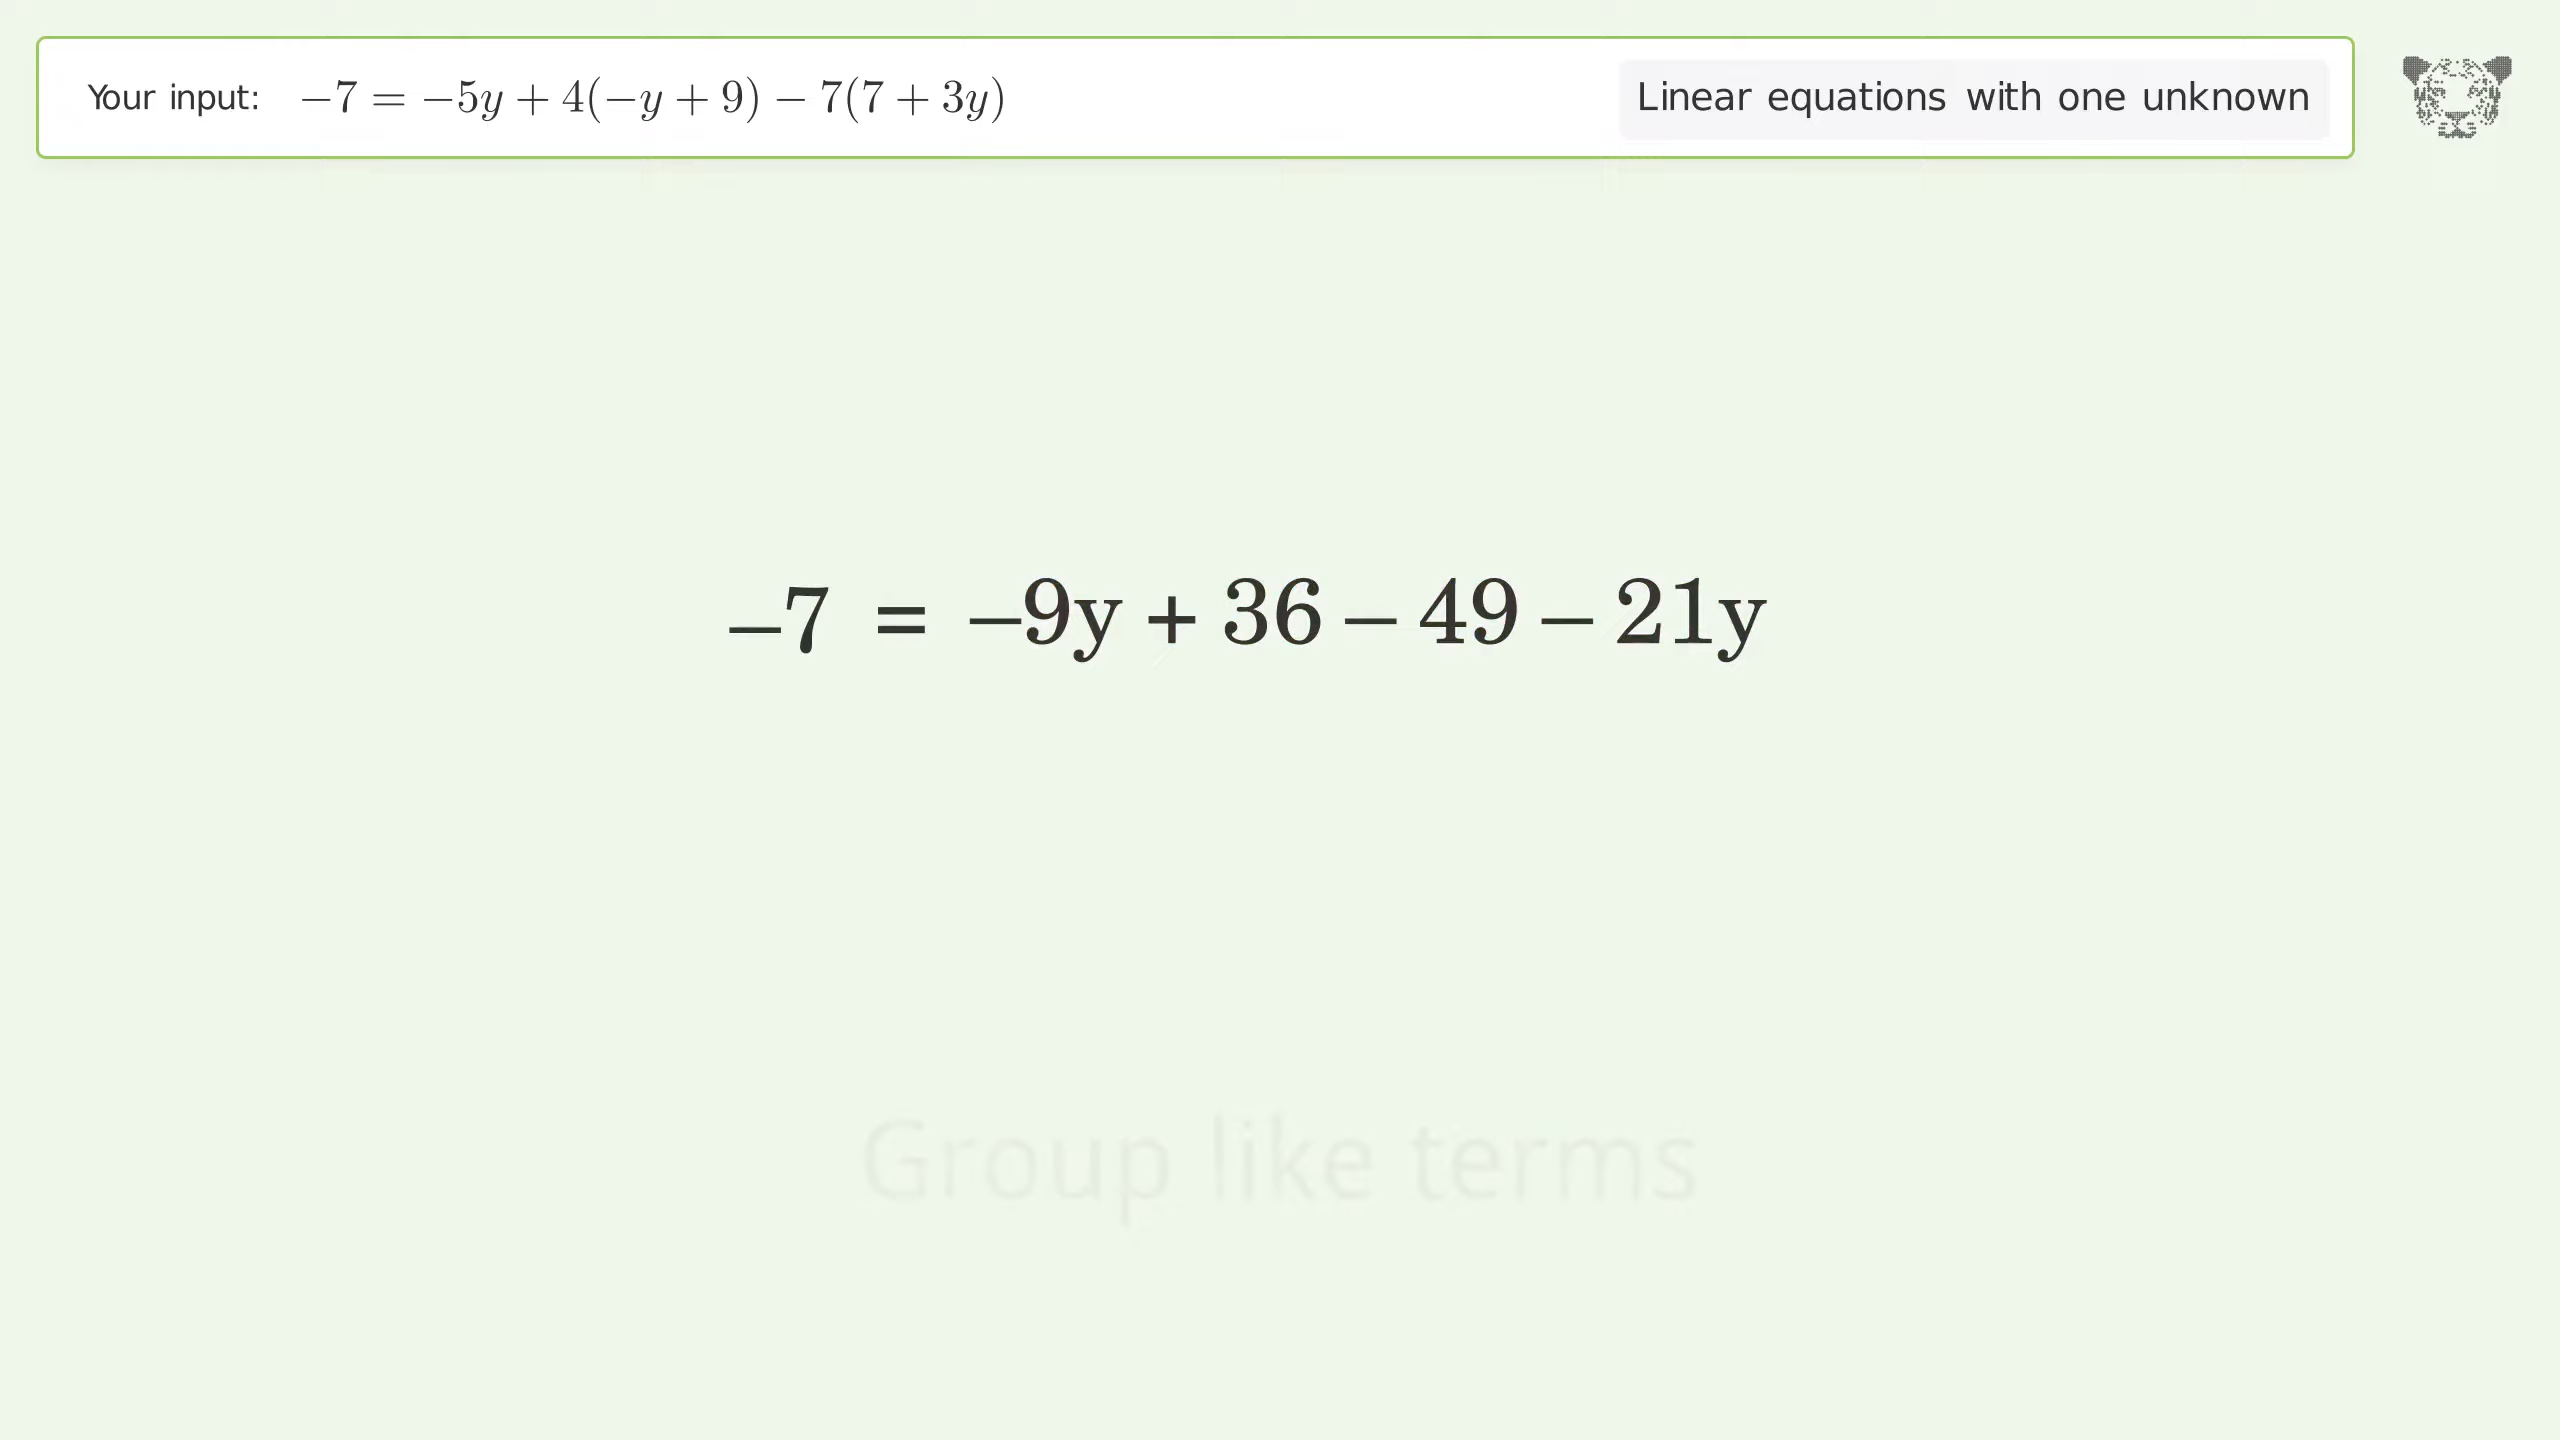 Your input: −7 = −5y + 4(−y + 9) − 7(7 + 3y)
Linear equations with one unknown
−7 = −9y + 36 − 49 − 21y
Group like terms